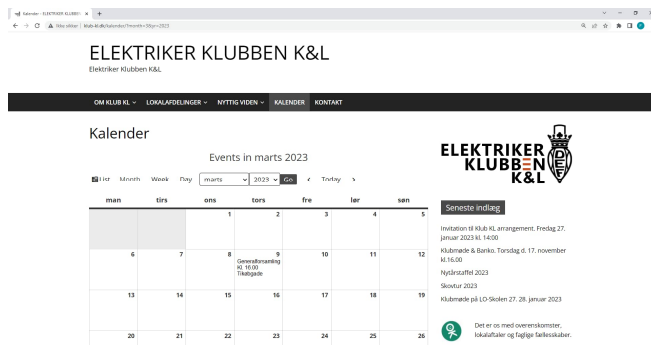 Kalender - ELEKTRIKER KLUBBEN
Ikke sikker | klub-kl.dk/kalender/?month=3&yr=2023
ELEKTRIKER KLUBBEN K&L
Elektriker Klubben K&L
OM KLUB KL LOKALAFDELINGER NYTTIG VIDEN KALENDER KONTAKT
Kalender
Events in marts 2023
List Month Week Day marts 2023 Go Today
man tirs ons tors fre lør søn
1 2 3 4 5
6 7 8 9 10 11 12
Generalforsamling
Kl. 16.00
Tikøbgade
13 14 15 16 17 18 19
20 21 22 23 24 25 26
ELEKTRIKER
KLUBBEN
K&L
DEF
Seneste indlæg
Invitation til Klub KL arrangement. Fredag 27.
januar 2023 kl. 14:00
Klubmøde & Banko. Torsdag d. 17. november
kl.16.00
Nytårstaffel 2023
Skovtur 2023
Klubmøde på LO-Skolen 27. 28. januar 2023
Det er os med overenskomster,
lokalaftaler og faglige fællesskaber.